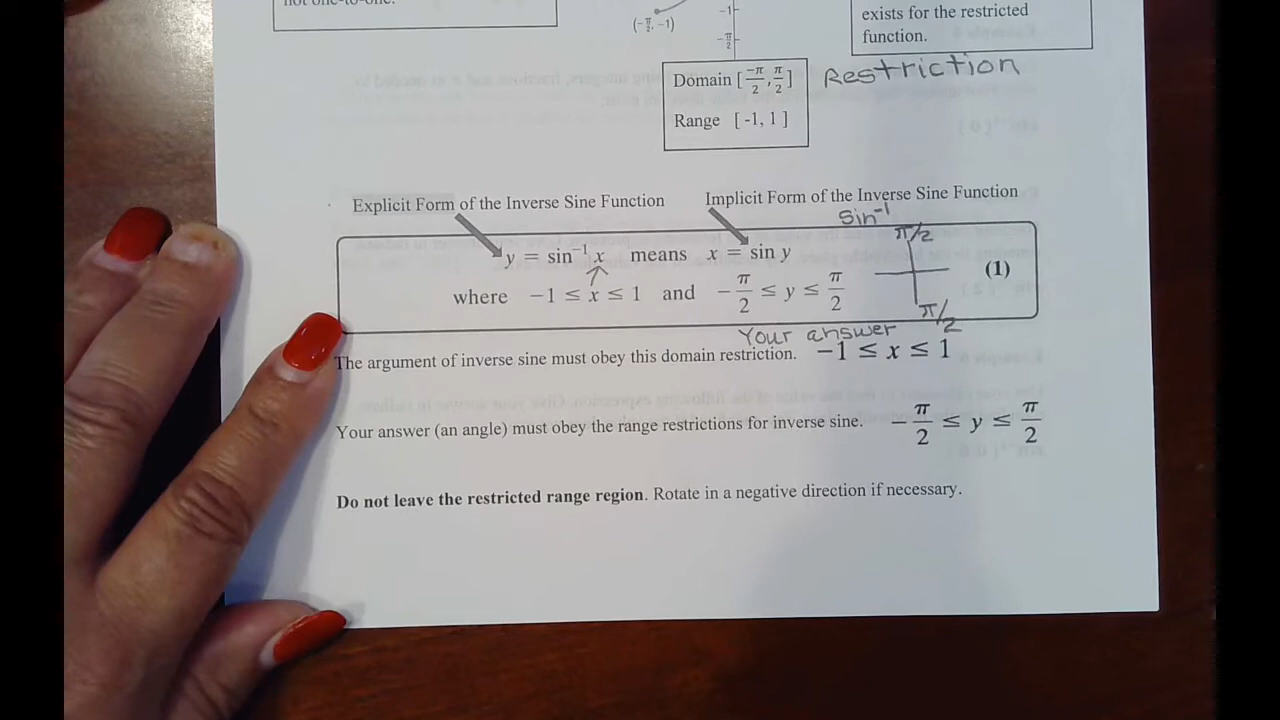 not one-to-one.
(-π/2, -1)
-1
-π/2
exists for the restricted
function.
Domain [-π/2, π/2]
Range [ -1, 1 ]
Restriction
Explicit Form of the Inverse Sine Function
Implicit Form of the Inverse Sine Function
sin⁻¹
y = sin⁻¹ x means x = sin y
where -1 ≤ x ≤ 1 and -π/2 ≤ y ≤ π/2
π/2
π/2
(1)
Your answer
The argument of inverse sine must obey this domain restriction. -1 ≤ x ≤ 1
Your answer (an angle) must obey the range restrictions for inverse sine. -π/2 ≤ y ≤ π/2
Do not leave the restricted range region. Rotate in a negative direction if necessary.